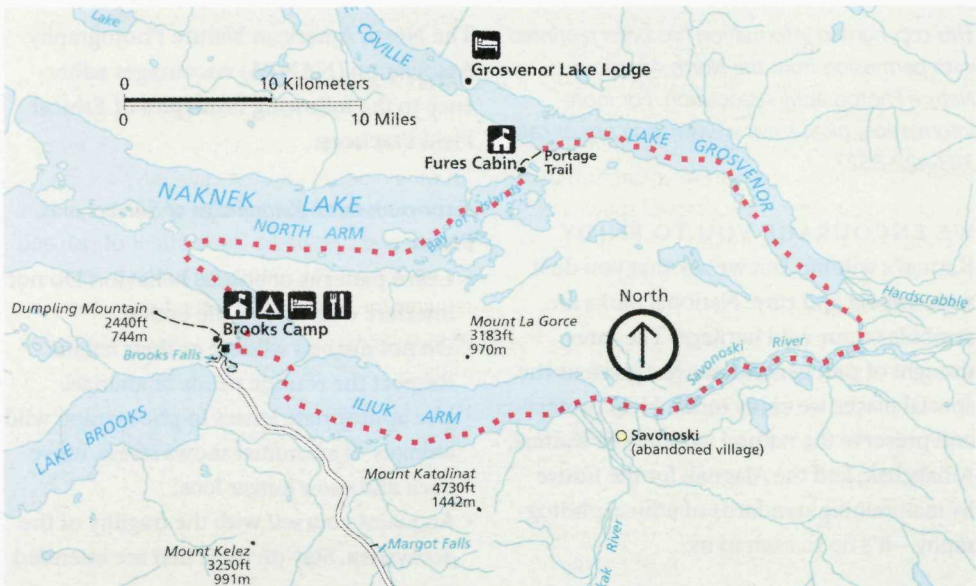 Lake
COVILLE
0 10 Kilometers
0 10 Miles
Grosvenor Lake Lodge
LAKE GROSVENOR
Fures Cabin
Portage
Trail
NAKNEK LAKE
NORTH ARM
Bay of Islands
Hardscrabble
North
Dumpling Mountain
2440ft
744m
Brooks Camp
Mount La Gorce
3183ft
970m
Brooks Falls
Savonoski River
ILIUK ARM
LAKE BROOKS
Savonoski
(abandoned village)
Mount Katolinat
4730ft
1442m
Margot Falls
Mount Kelez
3250ft
991m
River